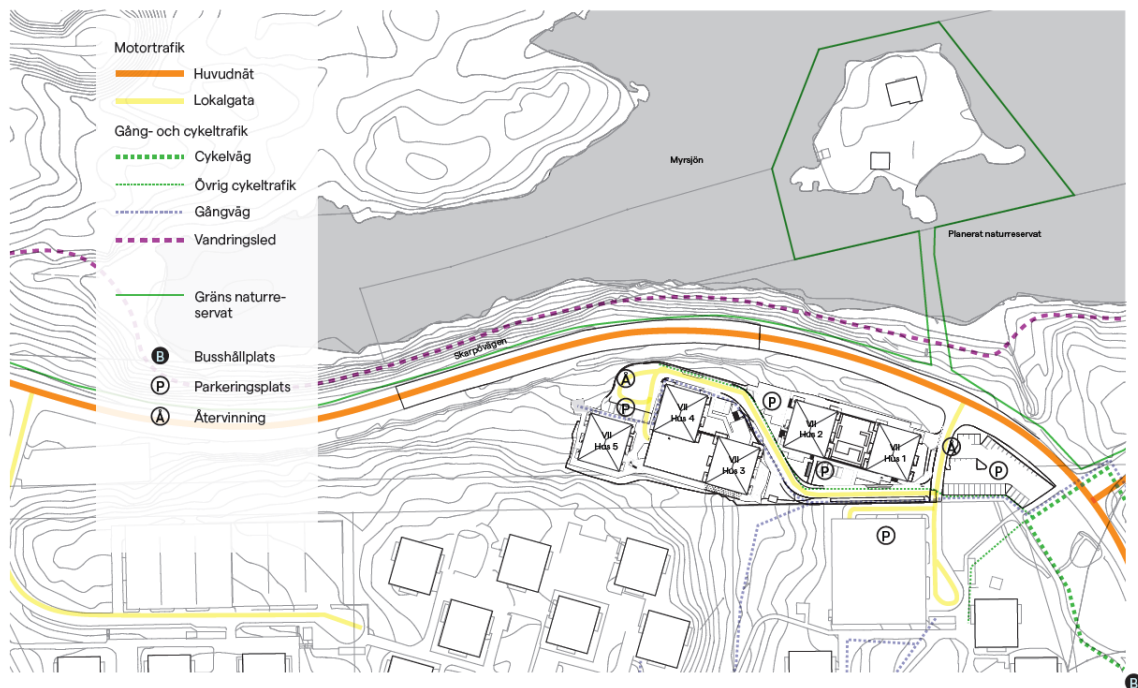 Motortrafik
Huvudnät
Lokalgata
Gång- och cykeltrafik
Cykelväg
Övrig cykeltrafik
Gångväg
Vandringsled
Gräns naturre-
servat
B Busshållplats
P Parkeringsplats
Å Återvinning
Myrsjön
Planerat naturreservat
Skarpövägen
Å
P
P
VII
Hus 4
VII
Hus 5
VII
Hus 3
VII
Hus 2
VII
Hus 1
P
Å
P
P
B